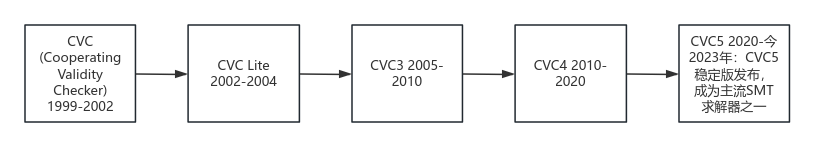 CVC
(Cooperating
Validity
Checker)
1999-2002
CVC Lite
2002-2004
CVC3 2005-
2010
CVC4 2010-
2020
CVC5 2020-今
2023年：CVC5
稳定版发布，
成为主流SMT
求解器之一